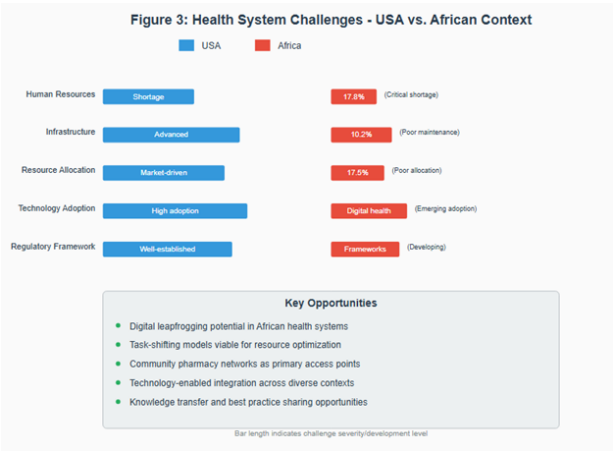 Figure 3: Health System Challenges - USA vs. African Context
USA Africa
Human Resources Shortage 17.8% (Critical shortage)
Infrastructure Advanced 10.2% (Poor maintenance)
Resource Allocation Market-driven 17.5% (Poor allocation)
Technology Adoption High adoption Digital health (Emerging adoption)
Regulatory Framework Well-established Frameworks (Developing)
Key Opportunities
Digital leapfrogging potential in African health systems
Task-shifting models viable for resource optimization
Community pharmacy networks as primary access points
Technology-enabled integration across diverse contexts
Knowledge transfer and best practice sharing opportunities
Bar length indicates challenge severity/development level